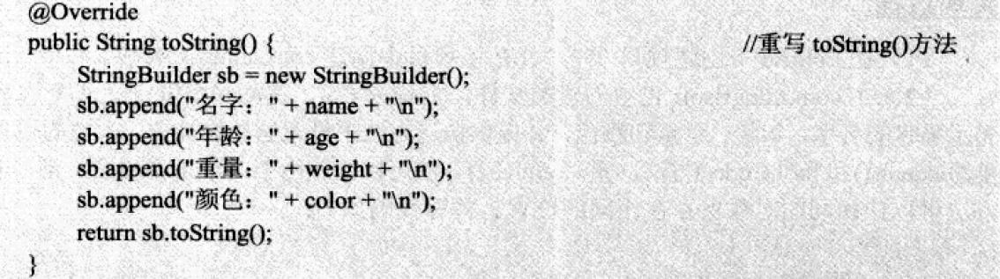 @Override
public String toString() { //重写 toString()方法
StringBuilder sb = new StringBuilder();
sb.append("名字：" + name + "\n");
sb.append("年龄：" + age + "\n");
sb.append("重量：" + weight + "\n");
sb.append("颜色：" + color + "\n");
return sb.toString();
}